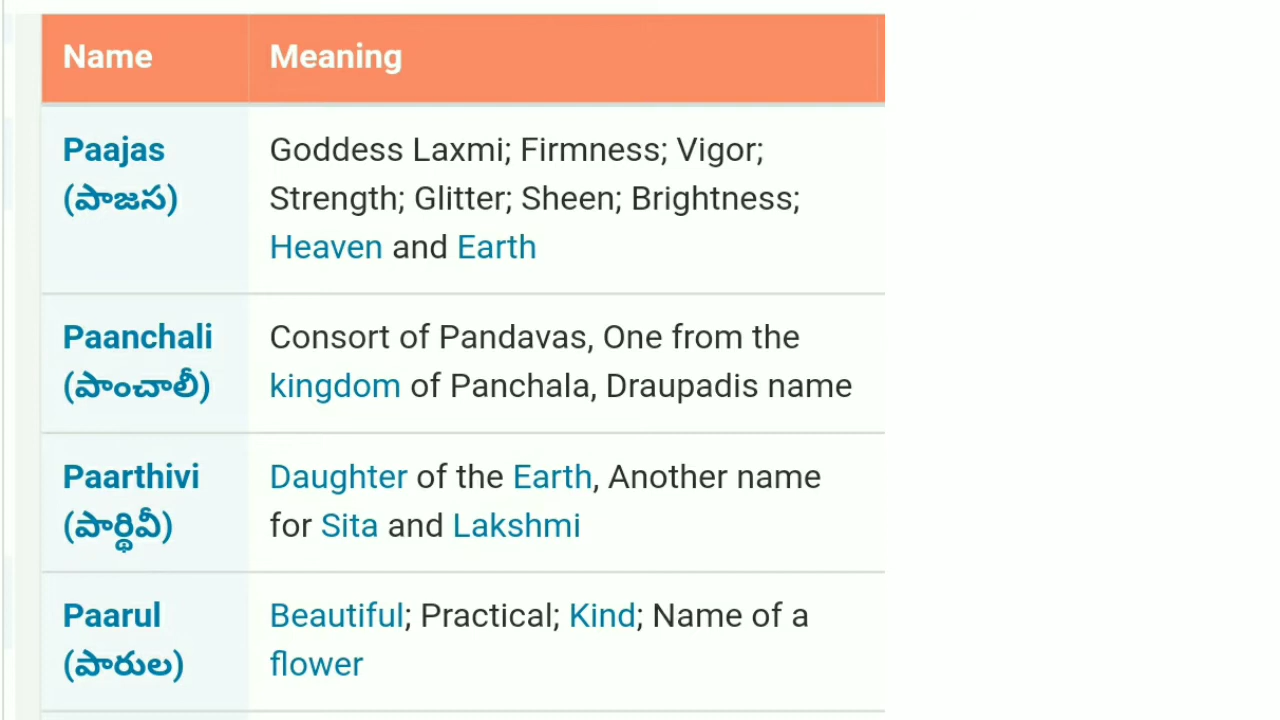 Name Meaning
Paajas Goddess Laxmi; Firmness; Vigor;
(పాజస) Strength; Glitter; Sheen; Brightness;
Heaven and Earth
Paanchali Consort of Pandavas, One from the
(పాంచాలీ) kingdom of Panchala, Draupadis name
Paarthivi Daughter of the Earth, Another name
(పార్థివీ) for Sita and Lakshmi
Paarul Beautiful; Practical; Kind; Name of a
(పారుల) flower